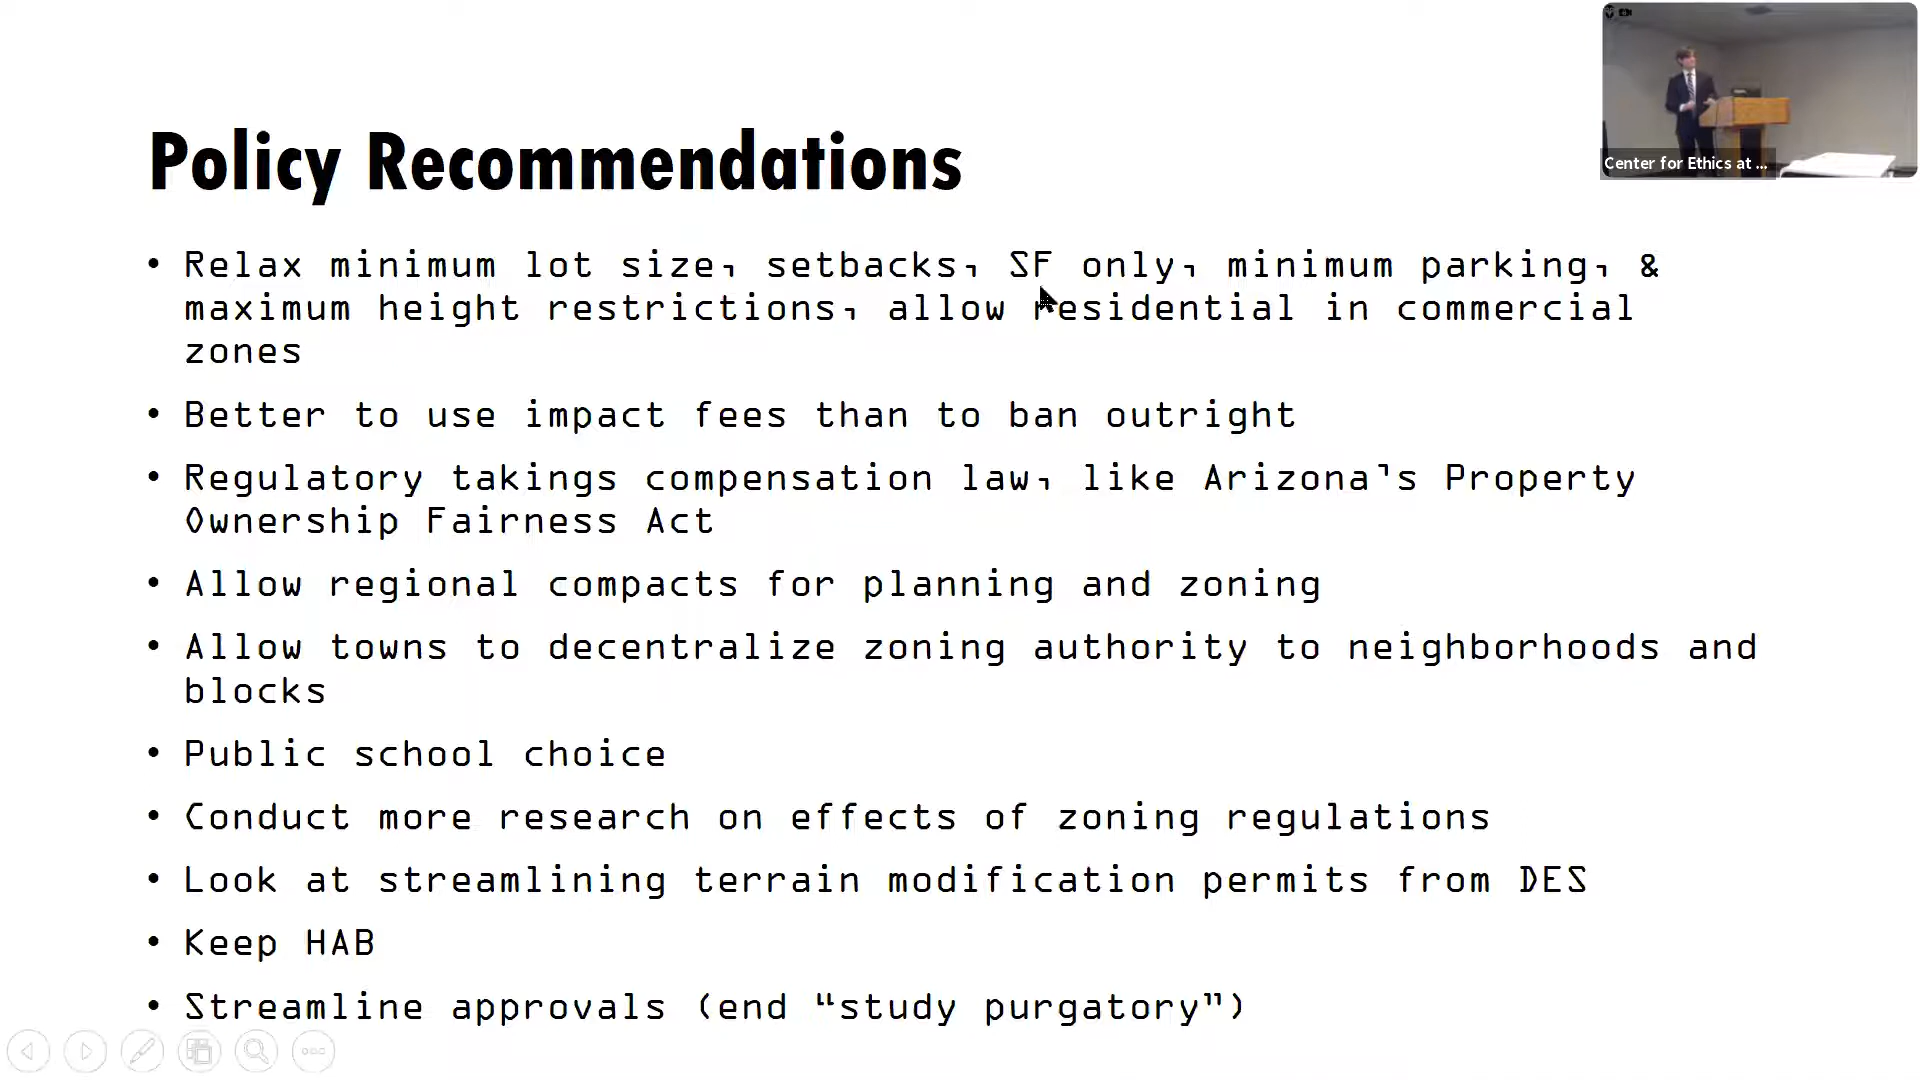 Center for Ethics at ...
Policy Recommendations
• Relax minimum lot size, setbacks, SF only, minimum parking, &
maximum height restrictions, allow residential in commercial
zones
• Better to use impact fees than to ban outright
• Regulatory takings compensation law, like Arizona's Property
Ownership Fairness Act
• Allow regional compacts for planning and zoning
• Allow towns to decentralize zoning authority to neighborhoods and
blocks
• Public school choice
• Conduct more research on effects of zoning regulations
• Look at streamlining terrain modification permits from DES
• Keep HAB
• Streamline approvals (end “study purgatory”)